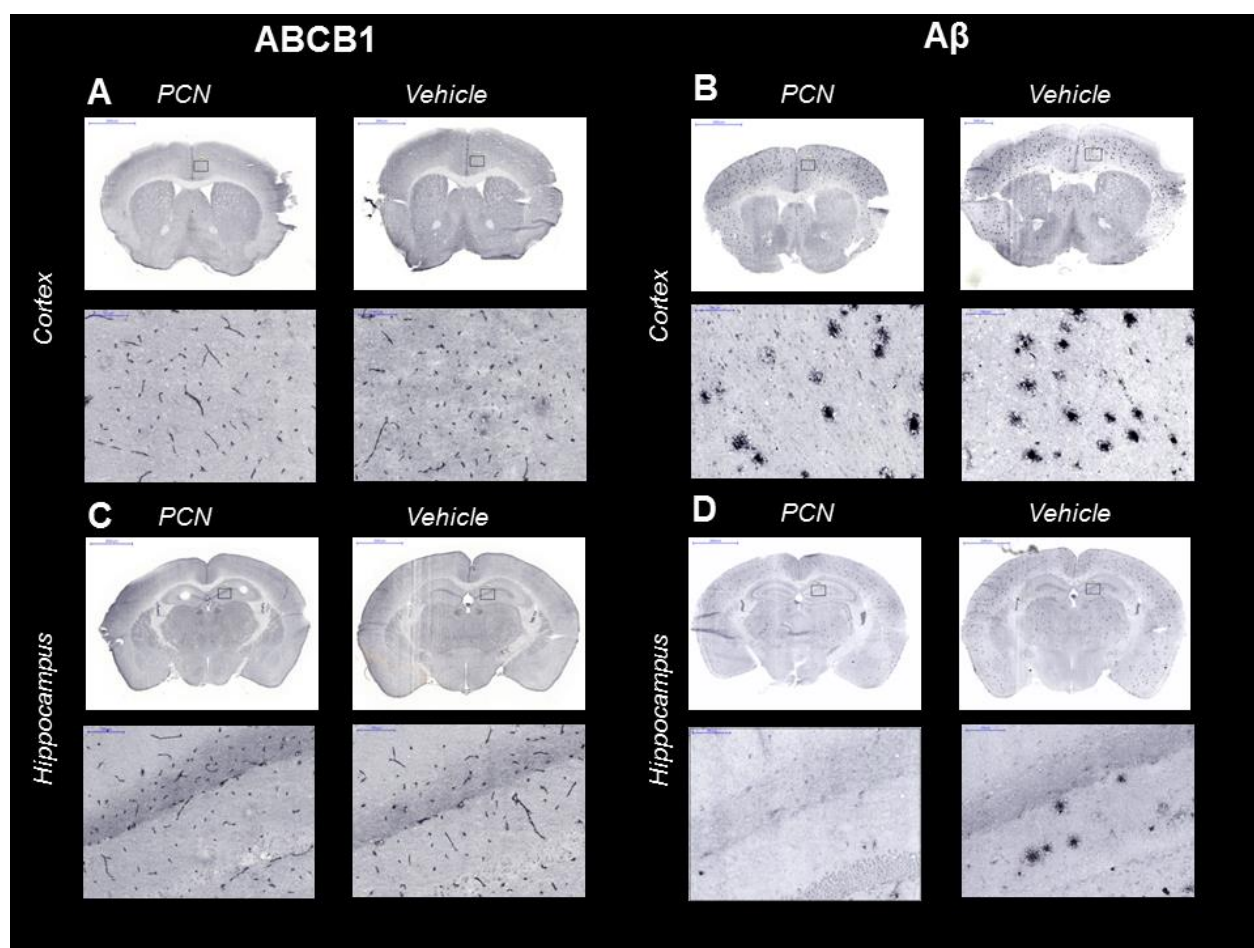 ABCB1
Aβ
A
PCN
Vehicle
B
PCN
Vehicle
Cortex
Cortex
C
PCN
Vehicle
D
PCN
Vehicle
Hippocampus
Hippocampus